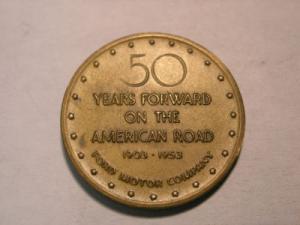 50
YEARS FORWARD
ON THE
AMERICAN ROAD
1903 · 1953
FORD MOTOR COMPANY